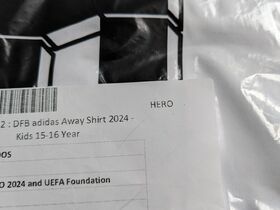 HERO
2 : DFB adidas Away Shirt 2024 -
Kids 15-16 Year
OS
O 2024 and UEFA Foundation